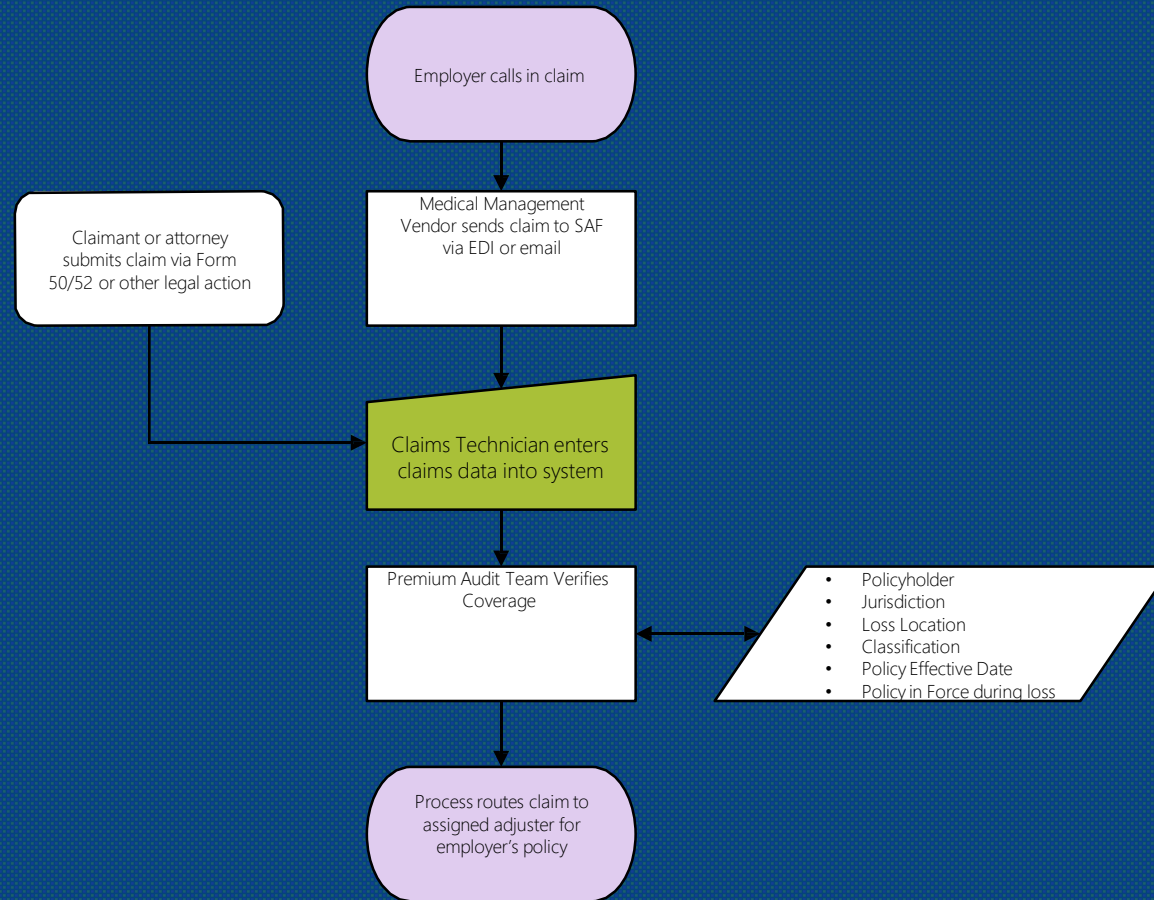 Employer calls in claim
Medical Management
Vendor sends claim to SAF
via EDI or email
Claimant or attorney
submits claim via Form
50/52 or other legal action
Claims Technician enters
claims data into system
Premium Audit Team Verifies
Coverage
• Policyholder
• Jurisdiction
• Loss Location
• Classification
• Policy Effective Date
• Policy in Force during loss
Process routes claim to
assigned adjuster for
employer’s policy